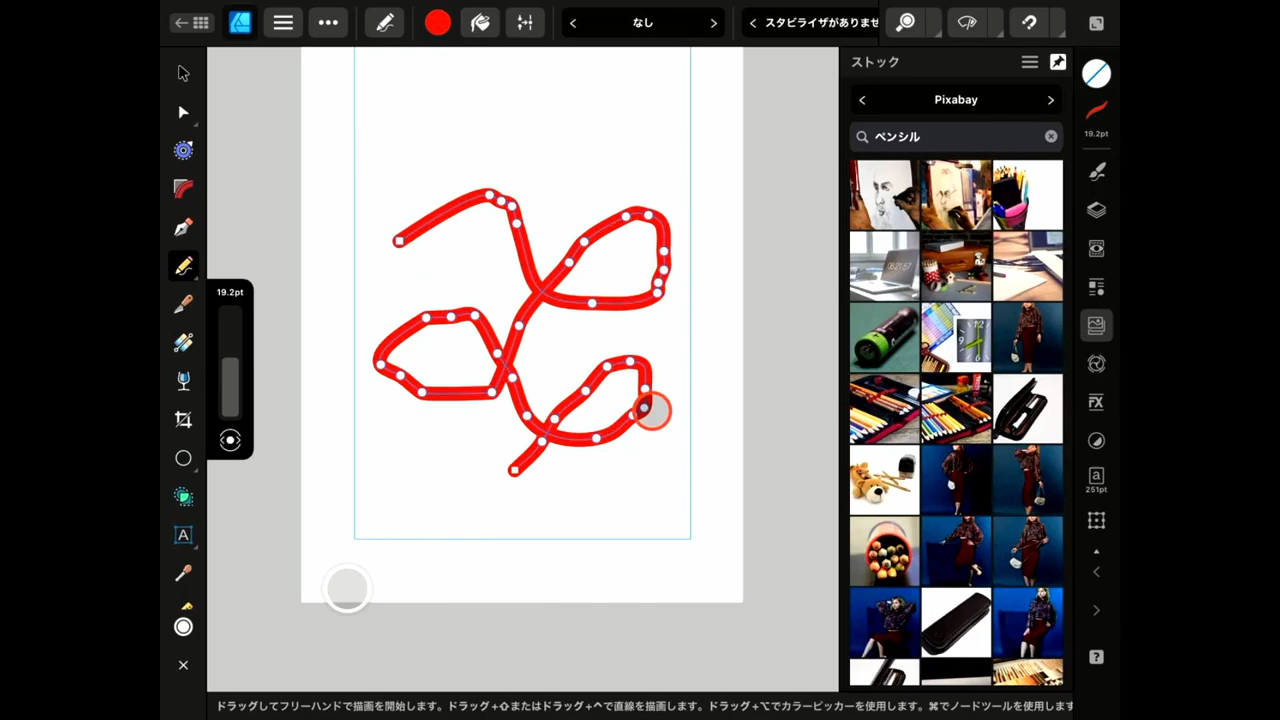 なし
スタビライザがありませ
ストック
Pixabay
ペンシル
19.2pt
19.2pt
FX
a
251pt
A
?
ドラッグしてフリーハンドで描画を開始します。ドラッグ+⇧またはドラッグ+^で直線を描画します。ドラッグ+⌥でカラーピッカーを使用します。⌘でノードツールを使用します